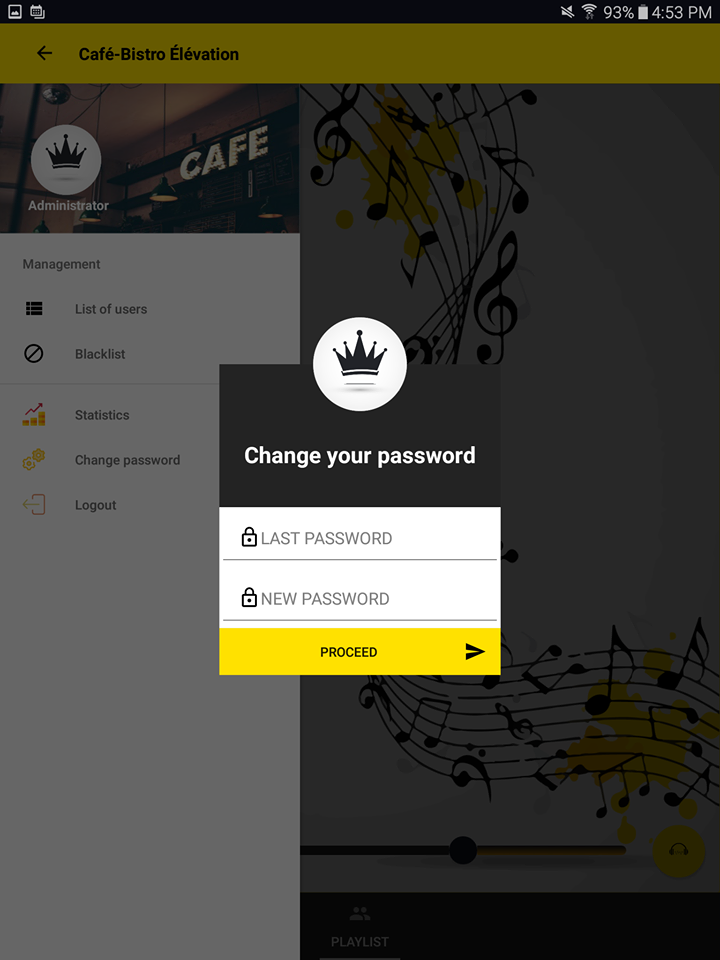 93% 4:53 PM
Café-Bistro Élévation
CAFE
Administrator
Management
List of users
Blacklist
Statistics
Change password
Logout
Change your password
LAST PASSWORD
NEW PASSWORD
PROCEED
PLAYLIST